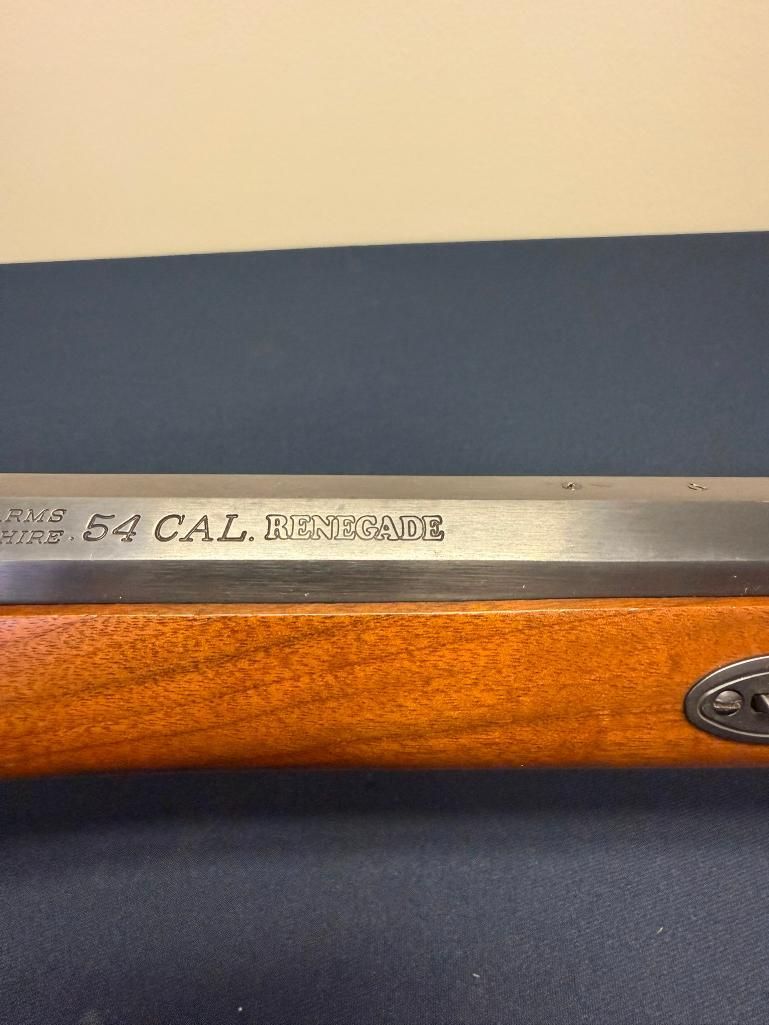 ARMS
HIRE. 54 CAL. RENEGADE